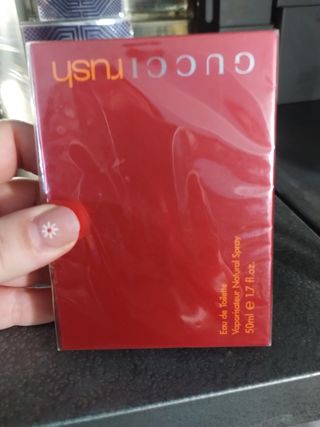 GUCCI rush
Eau de Toilette
Vaporisateur Natural Spray
50ml e 1.7 fl.oz.